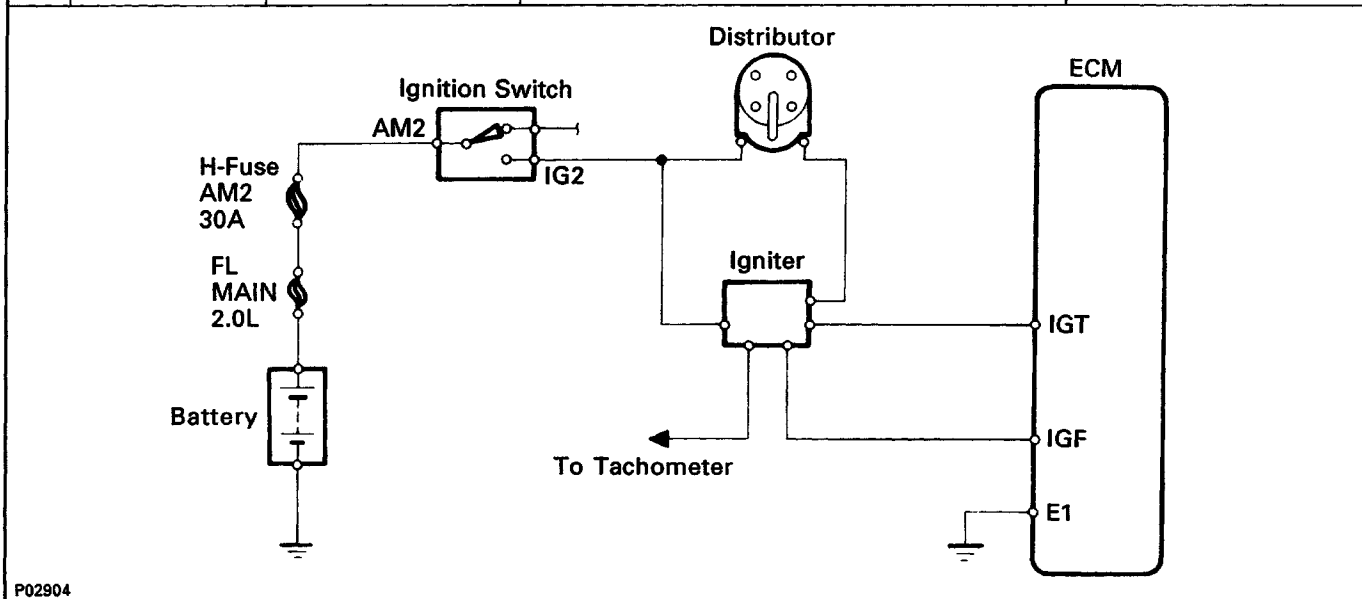 Distributor
ECM
Ignition Switch
AM2
IG2
H-Fuse
AM2
30A
FL
MAIN
2.0L
Igniter
IGT
Battery
IGF
To Tachometer
E1
P02904